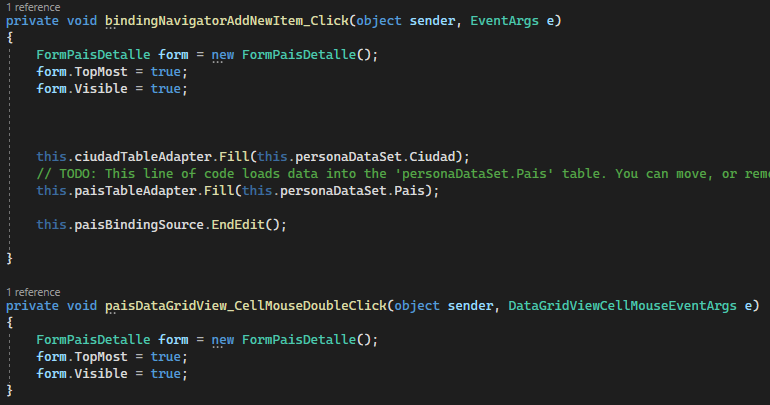 1 reference
private void bindingNavigatorAddNewItem_Click(object sender, EventArgs e)
{
FormPaisDetalle form = new FormPaisDetalle();
form.TopMost = true;
form.Visible = true;
this.ciudadTableAdapter.Fill(this.personaDataSet.Ciudad);
// TODO: This line of code loads data into the 'personaDataSet.Pais' table. You can move, or
this.paisTableAdapter.Fill(this.personaDataSet.Pais);
this.paisBindingSource.EndEdit();
}
1 reference
private void paisDataGridView_CellMouseDoubleClick(object sender, DataGridViewCellMouseEventArgs e)
{
FormPaisDetalle form = new FormPaisDetalle();
form.TopMost = true;
form.Visible = true;
}